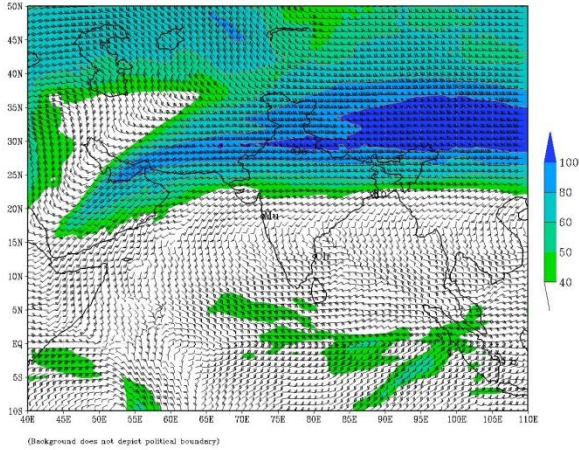 50N
45N
40N
35N
30N
25N
20N
15N
10N
5N
EQ
5S
10S
40E 45E 50E 55E 60E 65E 70E 75E 80E 85E 90E 95E 100E 105E 110E
Mu
100
80
60
50
40
(Background does not depict political boundary)